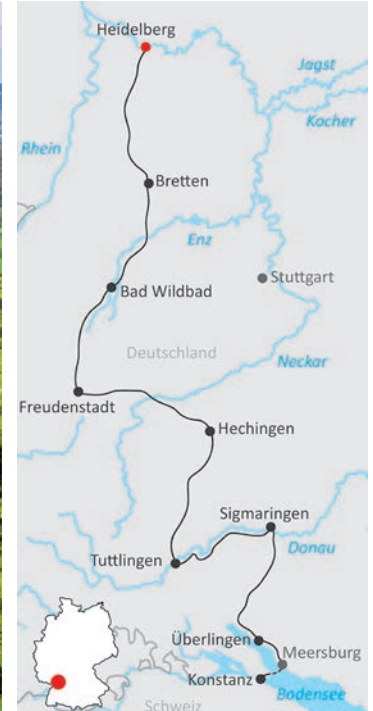 Heidelberg
Jagst
Kocher
Rhein
Bretten
Enz
Stuttgart
Bad Wildbad
Deutschland
Neckar
Freudenstadt
Hechingen
Sigmaringen
Donau
Tuttlingen
Überlingen
Meersburg
Konstanz
Bodensee
Schweiz